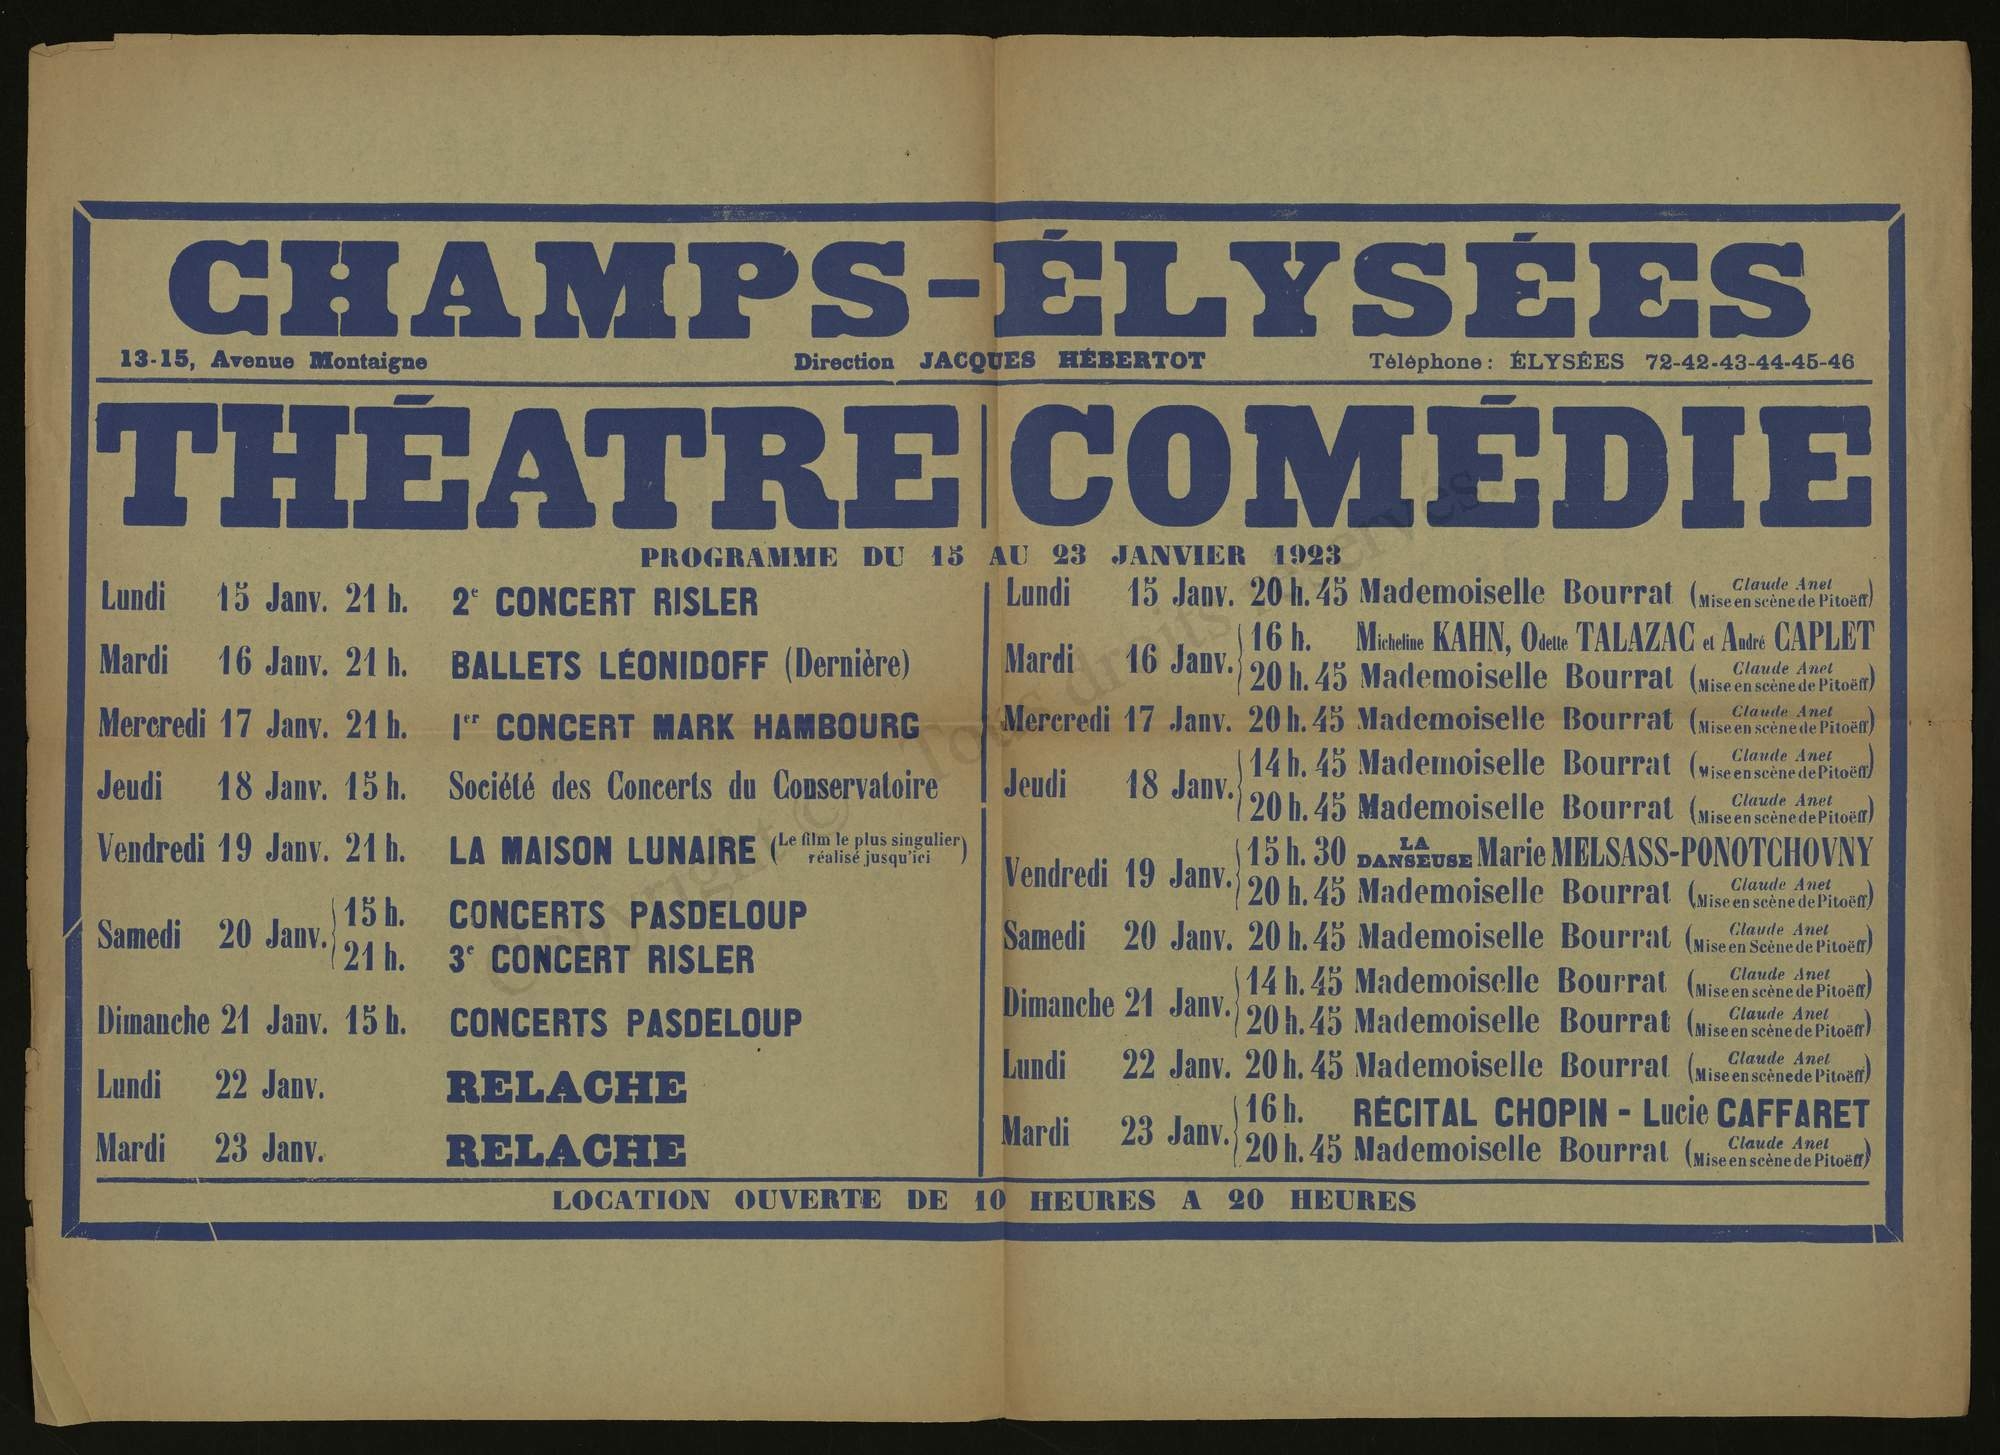 CHAMPS-ÉLYSÉES
13-15, Avenue Montaigne Direction JACQUES HÉBERTOT Téléphone : ÉLYSÉES 72-42-43-44-45-46
THÉATRE COMÉDIE
PROGRAMME DU 15 AU 23 JANVIER 1923
Lundi 15 Janv. 21 h. 2e CONCERT RISLER
Mardi 16 Janv. 21 h. BALLETS LÉONIDOFF (Dernière)
Mercredi 17 Janv. 21 h. 1er CONCERT MARK HAMBOURG
Jeudi 18 Janv. 15 h. Société des Concerts du Conservatoire
Vendredi 19 Janv. 21 h. LA MAISON LUNAIRE (Le film le plus singulier
réalisé jusqu'ici)
Samedi 20 Janv. 15 h. CONCERTS PASDELOUP
21 h. 3e CONCERT RISLER
Dimanche 21 Janv. 15 h. CONCERTS PASDELOUP
Lundi 22 Janv. RELACHE
Mardi 23 Janv. RELACHE
Lundi 15 Janv. 20 h. 45 Mademoiselle Bourrat (Claude Anet
Mise en scène de Pitoëff)
Mardi 16 Janv. 16 h. Micheline KAHN, Odette TALAZAC et André CAPLET
20 h. 45 Mademoiselle Bourrat (Claude Anet
Mise en scène de Pitoëff)
Mercredi 17 Janv. 20 h. 45 Mademoiselle Bourrat (Claude Anet
Mise en scène de Pitoëff)
Jeudi 18 Janv. 14 h. 45 Mademoiselle Bourrat (Claude Anet
Mise en scène de Pitoëff)
20 h. 45 Mademoiselle Bourrat (Claude Anet
Mise en scène de Pitoëff)
Vendredi 19 Janv. 15 h. 30 LA DANSEUSE Marie MELSASS-PONOTCHOVNY
20 h. 45 Mademoiselle Bourrat (Claude Anet
Mise en scène de Pitoëff)
Samedi 20 Janv. 20 h. 45 Mademoiselle Bourrat (Claude Anet
Mise en Scène de Pitoëff)
Dimanche 21 Janv. 14 h. 45 Mademoiselle Bourrat (Claude Anet
Mise en scène de Pitoëff)
20 h. 45 Mademoiselle Bourrat (Claude Anet
Mise en scène de Pitoëff)
Lundi 22 Janv. 20 h. 45 Mademoiselle Bourrat (Claude Anet
Mise en scène de Pitoëff)
Mardi 23 Janv. 16 h. RÉCITAL CHOPIN - Lucie CAFFARET
20 h. 45 Mademoiselle Bourrat (Claude Anet
Mise en scène de Pitoëff)
LOCATION OUVERTE DE 10 HEURES A 20 HEURES
Copyright © Tous droits réservés